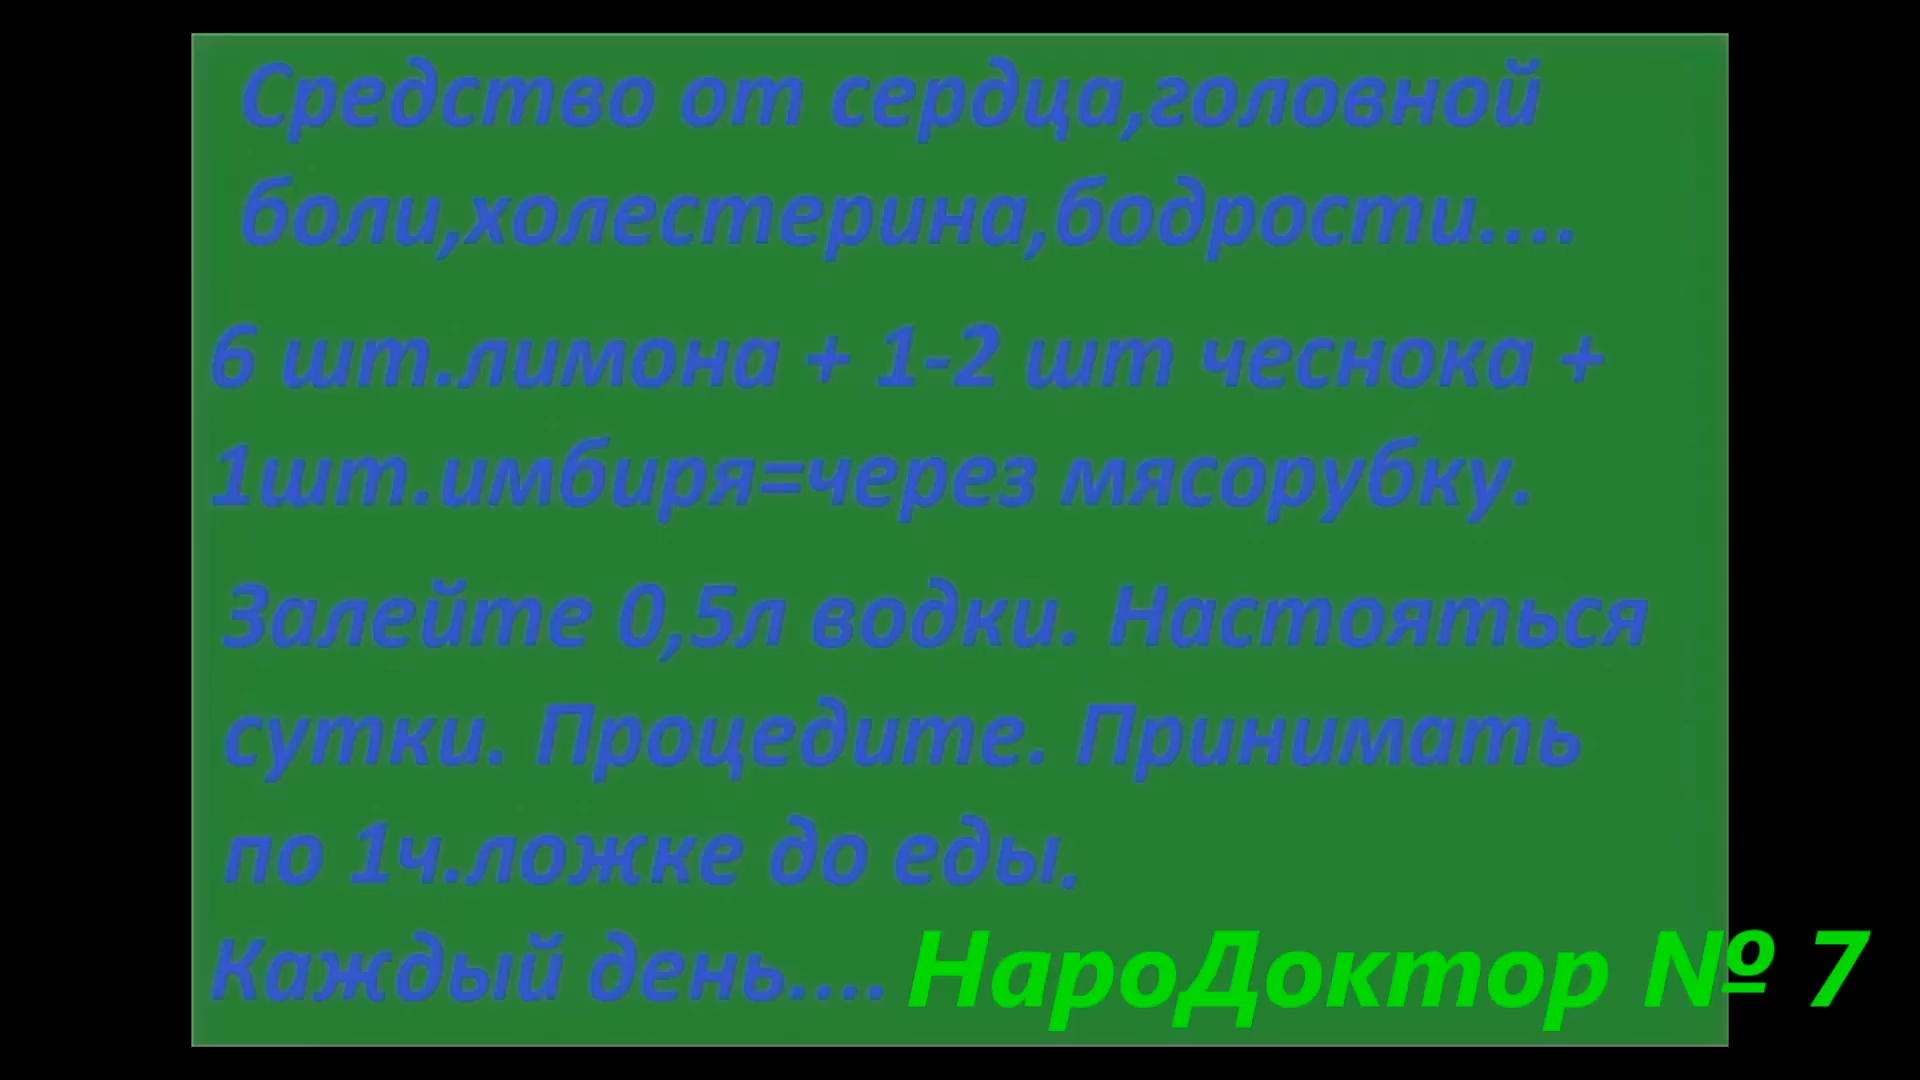 Средство от сердца,головной
боли,холестерина,бодрости....
6 шт.лимона + 1-2 шт чеснока +
1шт.имбиря=через мясорубку.
Залейте 0,5л водки. Настояться
сутки. Процедите. Принимать
по 1ч.ложке до еды.
Каждый день....
НароДоктор № 7